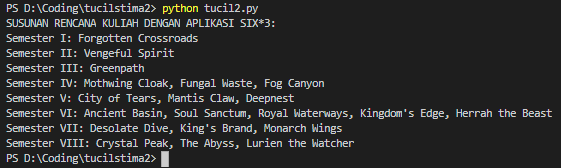 PS D:\Coding\tucilstima2> python tucil2.py
SUSUNAN RENCANA KULIAH DENGAN APLIKASI SIX*3:
Semester I: Forgotten Crossroads
Semester II: Vengeful Spirit
Semester III: Greenpath
Semester IV: Mothwing Cloak, Fungal Waste, Fog Canyon
Semester V: City of Tears, Mantis Claw, Deepnest
Semester VI: Ancient Basin, Soul Sanctum, Royal Waterways, Kingdom's Edge, Herrah the Beast
Semester VII: Desolate Dive, King's Brand, Monarch Wings
Semester VIII: Crystal Peak, The Abyss, Lurien the Watcher
PS D:\Coding\tucilstima2>